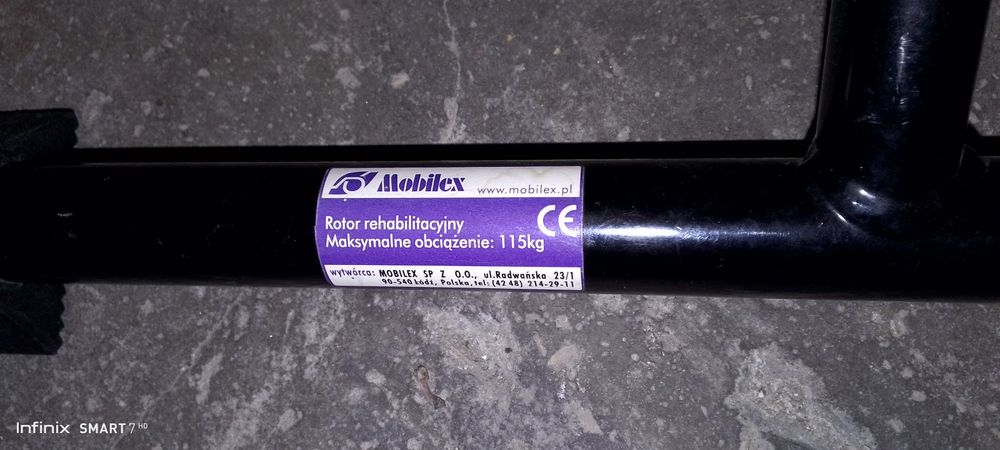 Mobilex www.mobilex.pl
CE
Rotor rehabilitacyjny
Maksymalne obciążenie: 115kg
wytwórca: MOBILEX SP Z O.O., ul.Radwańska 23/1
90-540 Łódź, Polska, tel: (42 48) 214-29-11
Infinix SMART 7 HD